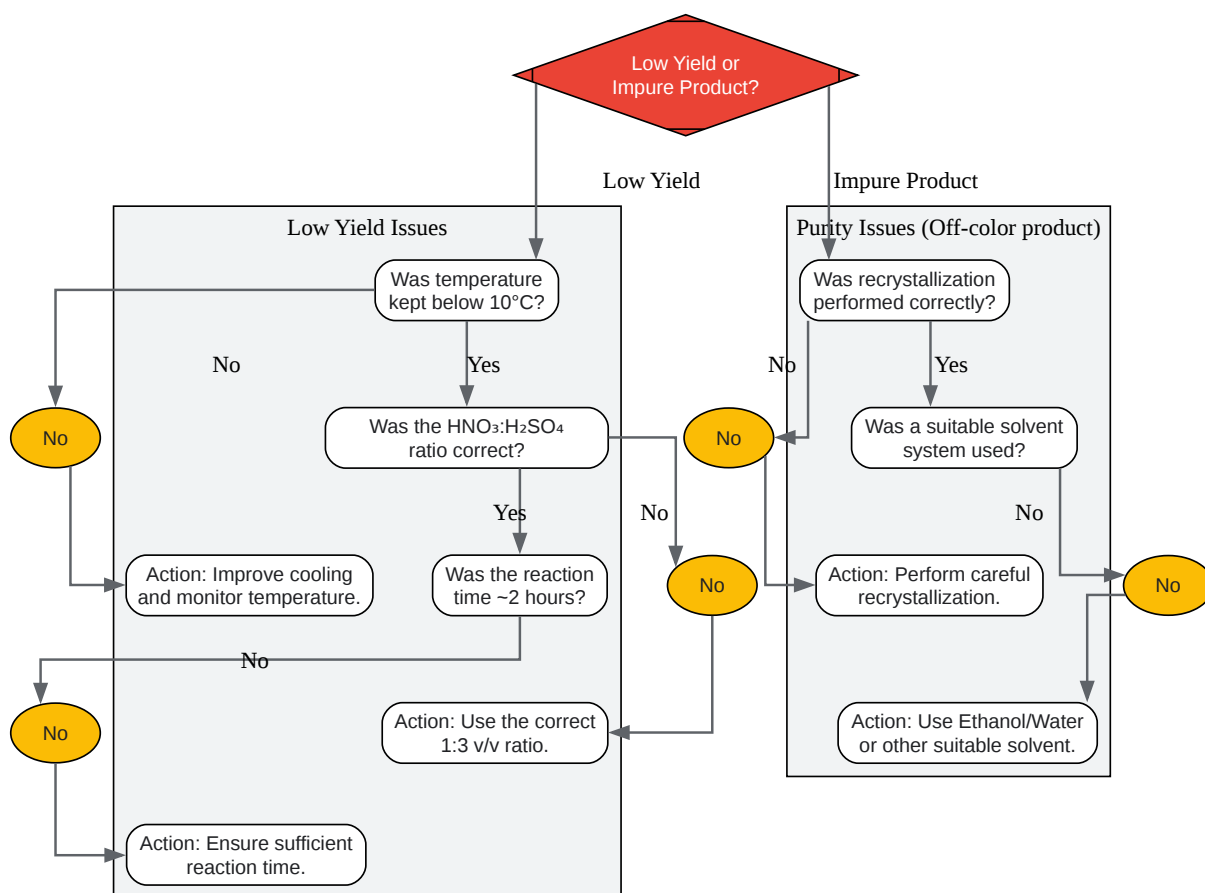 Low Yield or
Impure Product?
Low Yield
Impure Product
Low Yield Issues
Purity Issues (Off-color product)
Was temperature
kept below 10°C?
Was recrystallization
performed correctly?
No
Yes
No
Yes
No
Was the HNO₃:H₂SO₄
ratio correct?
No
Was a suitable solvent
system used?
Yes
No
No
Action: Improve cooling
and monitor temperature.
Was the reaction
time ~2 hours?
No
Action: Perform careful
recrystallization.
No
No
No
Action: Use the correct
1:3 v/v ratio.
Action: Use Ethanol/Water
or other suitable solvent.
Action: Ensure sufficient
reaction time.